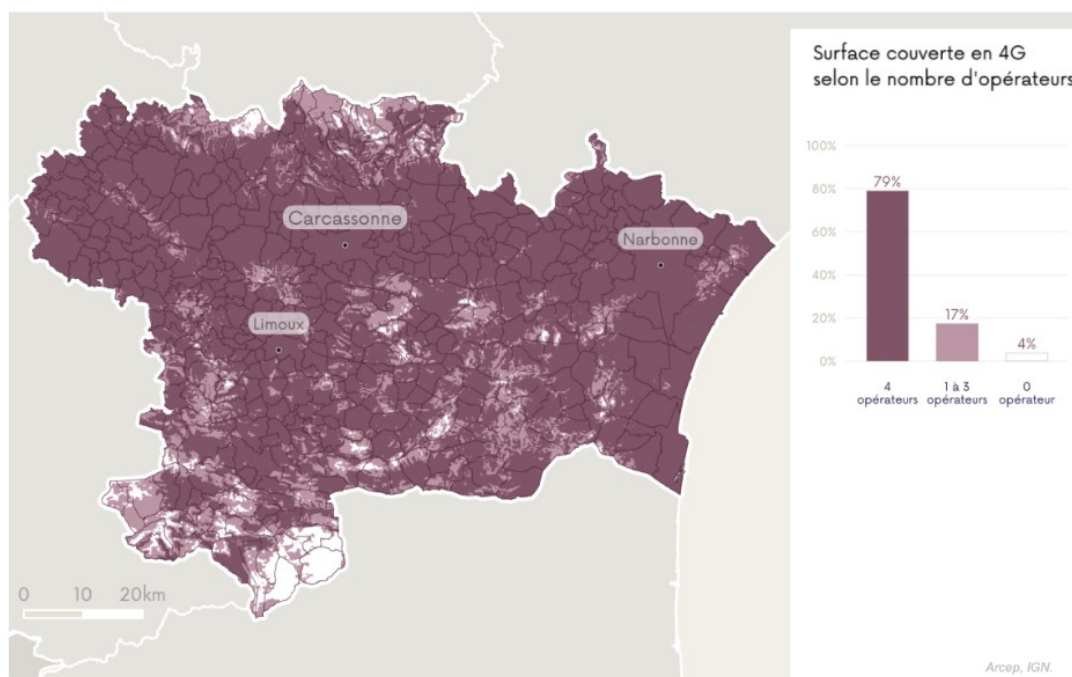 Surface couverte en 4G
selon le nombre d'opérateurs
100%
80%
60%
40%
20%
0%
79%
17%
4%
4
opérateurs
1 à 3
opérateurs
0
opérateur
Carcassonne
Narbonne
Limoux
0 10 20km
Arcep, IGN.